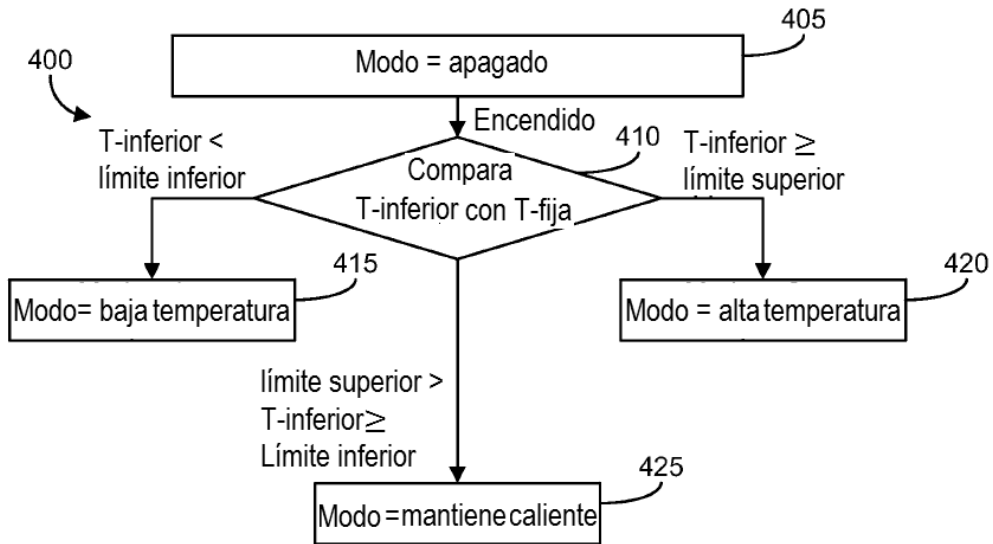 405
Modo = apagado
400
Encendido
410
T-inferior <
límite inferior
Compara
T-inferior con T-fija
T-inferior ≥
límite superior
415
Modo= baja temperatura
420
Modo = alta temperatura
límite superior >
T-inferior≥
Límite inferior
425
Modo =mantiene caliente